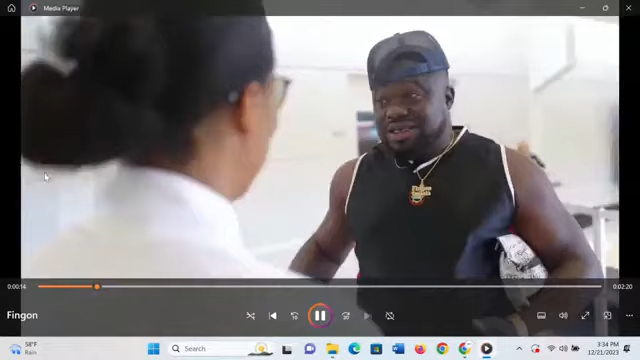 Media Player
0:00:14
0:02:20
Fingon
58°F
Rain
Search
3:34 PM
12/21/2023